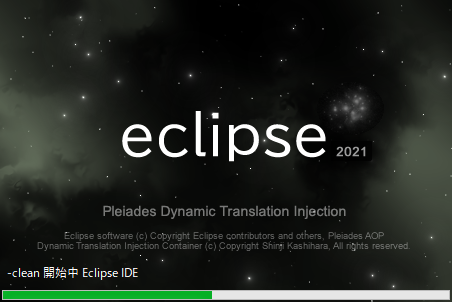 eclipse
2021
Pleiades Dynamic Translation Injection
Eclipse software (c) Copyright Eclipse contributors and others, Pleiades AOP
Dynamic Translation Injection Container (c) Copyright Shinji Kashihara, All rights reserved.
-clean 開始中 Eclipse IDE